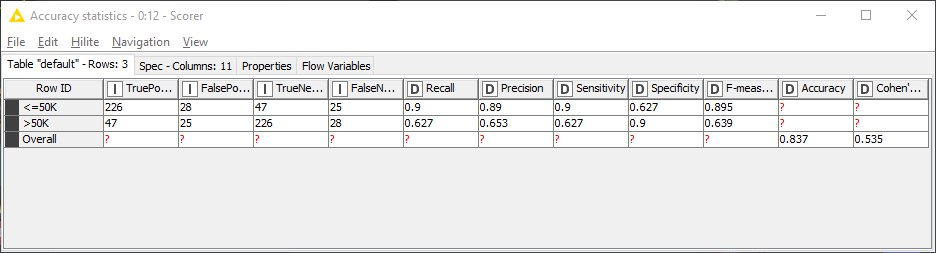 Accuracy statistics - 0:12 - Scorer
File Edit Hilite Navigation View
Table "default" - Rows: 3 Spec - Columns: 11 Properties Flow Variables
Row ID I TruePo... I FalsePo... I TrueNe... I FalseN... D Recall D Precision D Sensitivity D Specificity D F-meas... D Accuracy D Cohen'...
<=50K 226 28 47 25 0.9 0.89 0.9 0.627 0.895 ? ?
>50K 47 25 226 28 0.627 0.653 0.627 0.9 0.639 ? ?
Overall ? ? ? ? ? ? ? ? ? 0.837 0.535